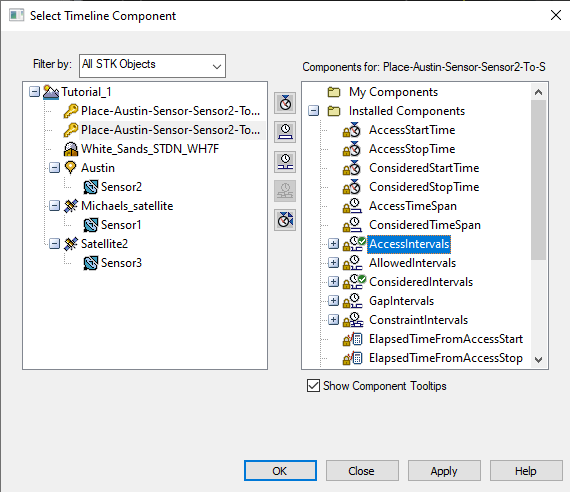 Select Timeline Component
Filter by: All STK Objects
Components for: Place-Austin-Sensor-Sensor2-To-S
Tutorial_1
Place-Austin-Sensor-Sensor2-To...
Place-Austin-Sensor-Sensor2-To...
White_Sands_STDN_WH7F
Austin
Sensor2
Michaels_satellite
Sensor1
Satellite2
Sensor3
My Components
Installed Components
AccessStartTime
AccessStopTime
ConsideredStartTime
ConsideredStopTime
AccessTimeSpan
ConsideredTimeSpan
AccessIntervals
AllowedIntervals
ConsideredIntervals
GapIntervals
ConstraintIntervals
ElapsedTimeFromAccessStart
ElapsedTimeFromAccessStop
Show Component Tooltips
OK Close Apply Help